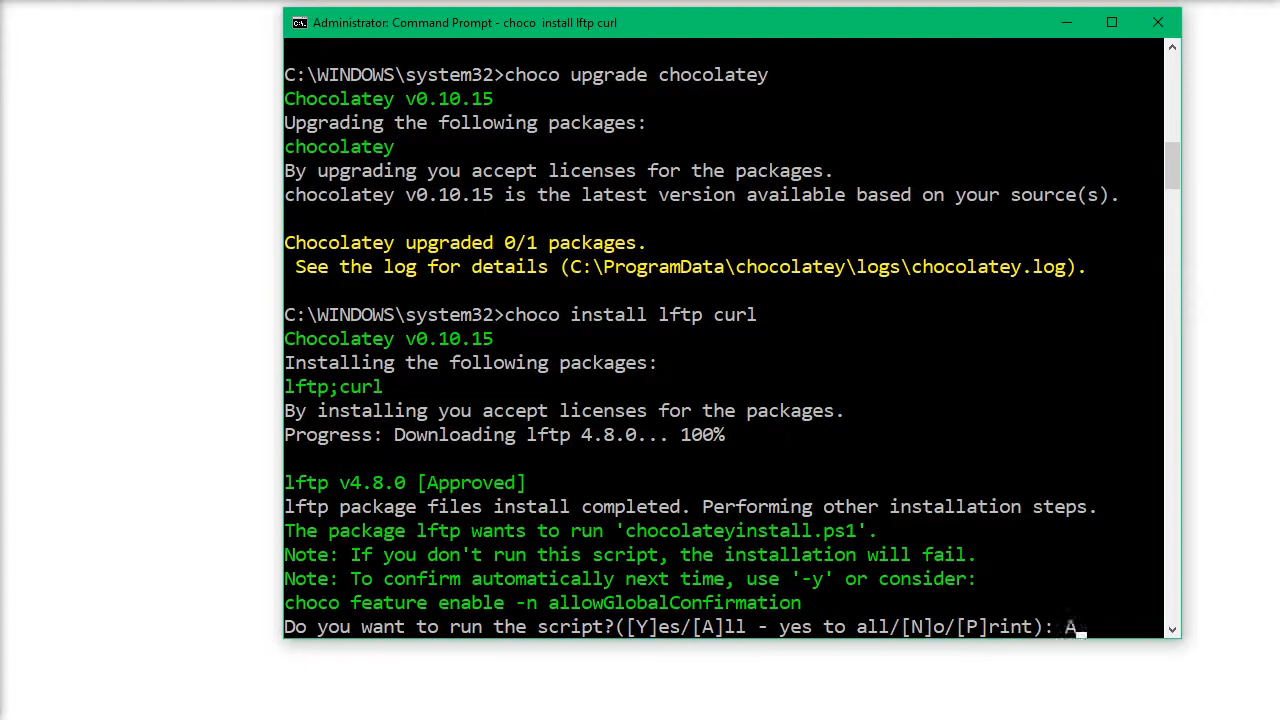 Administrator: Command Prompt - choco  install lftp curl
C:\WINDOWS\system32>choco upgrade chocolatey
Chocolatey v0.10.15
Upgrading the following packages:
chocolatey
By upgrading you accept licenses for the packages.
chocolatey v0.10.15 is the latest version available based on your source(s).
Chocolatey upgraded 0/1 packages.
See the log for details (C:\ProgramData\chocolatey\logs\chocolatey.log).
C:\WINDOWS\system32>choco install lftp curl
Chocolatey v0.10.15
Installing the following packages:
lftp;curl
By installing you accept licenses for the packages.
Progress: Downloading lftp 4.8.0... 100%
lftp v4.8.0 [Approved]
lftp package files install completed. Performing other installation steps.
The package lftp wants to run 'chocolateyinstall.ps1'.
Note: If you don't run this script, the installation will fail.
Note: To confirm automatically next time, use '-y' or consider:
choco feature enable -n allowGlobalConfirmation
Do you want to run the script?([Y]es/[A]ll - yes to all/[N]o/[P]rint): A